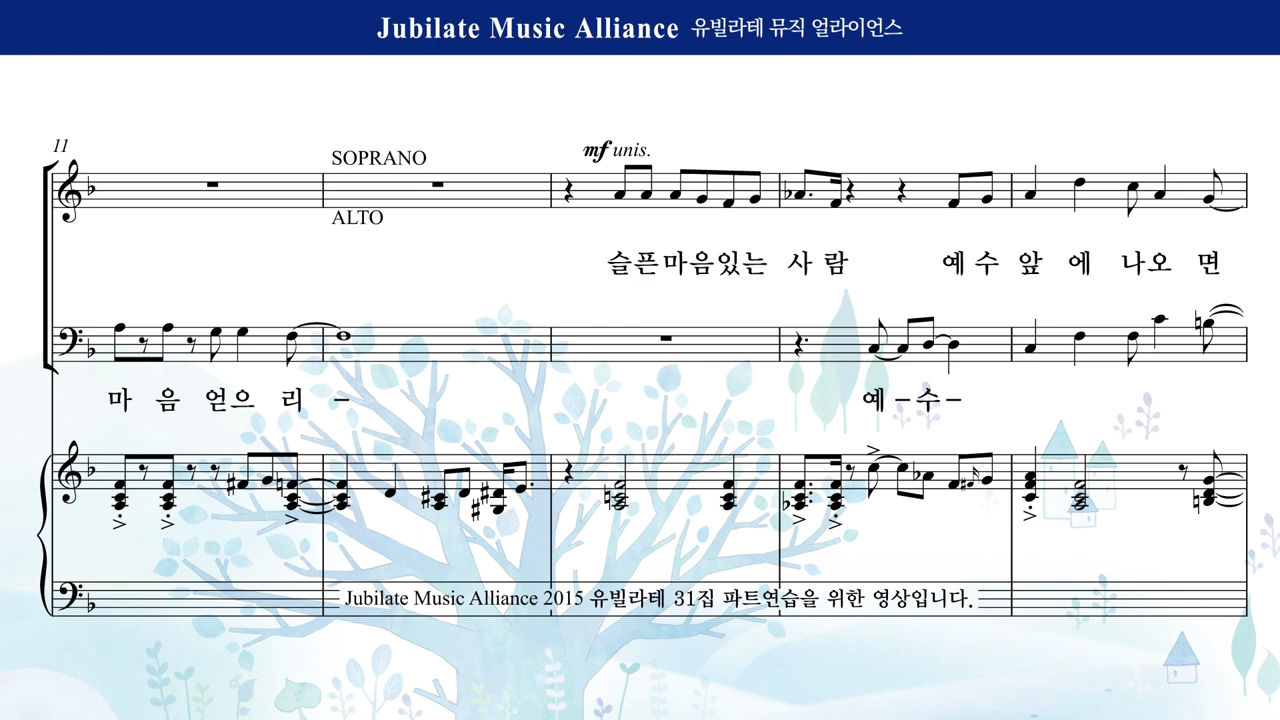 Jubilate Music Alliance 유빌라테 뮤직 얼라이언스
11
SOPRANO
mf unis.
ALTO
슬픈마음있는 사 람 예 수 앞 에 나오 면
마 음 얻으 리 – 예 – 수 –
Jubilate Music Alliance 2015 유빌라테 31집 파트연습을 위한 영상입니다.